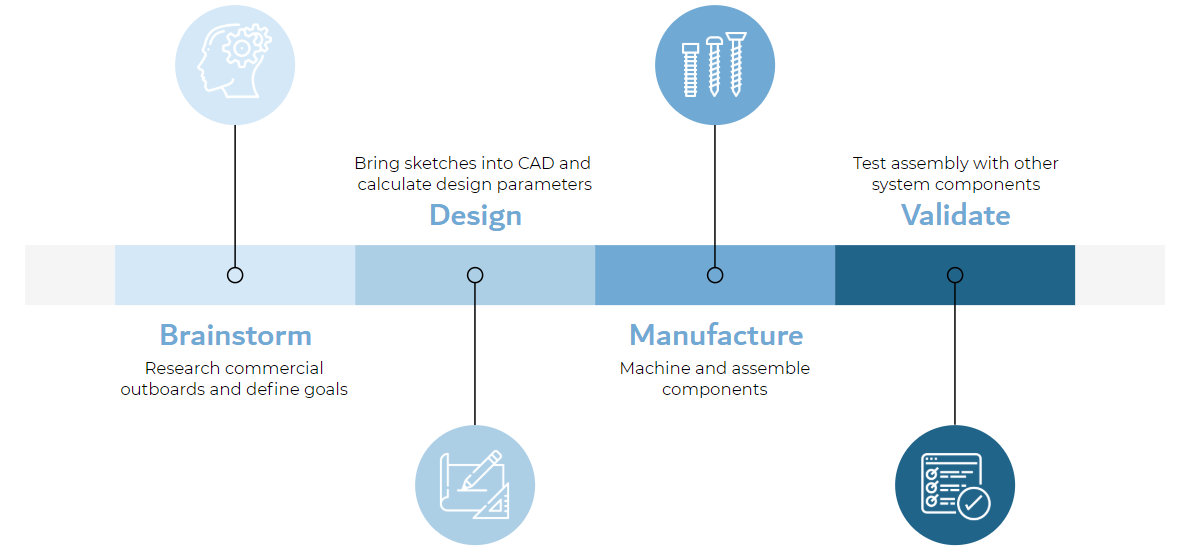 Brainstorm
Research commercial
outboards and define goals
Bring sketches into CAD and
calculate design parameters
Design
Manufacture
Machine and assemble
components
Test assembly with other
system components
Validate